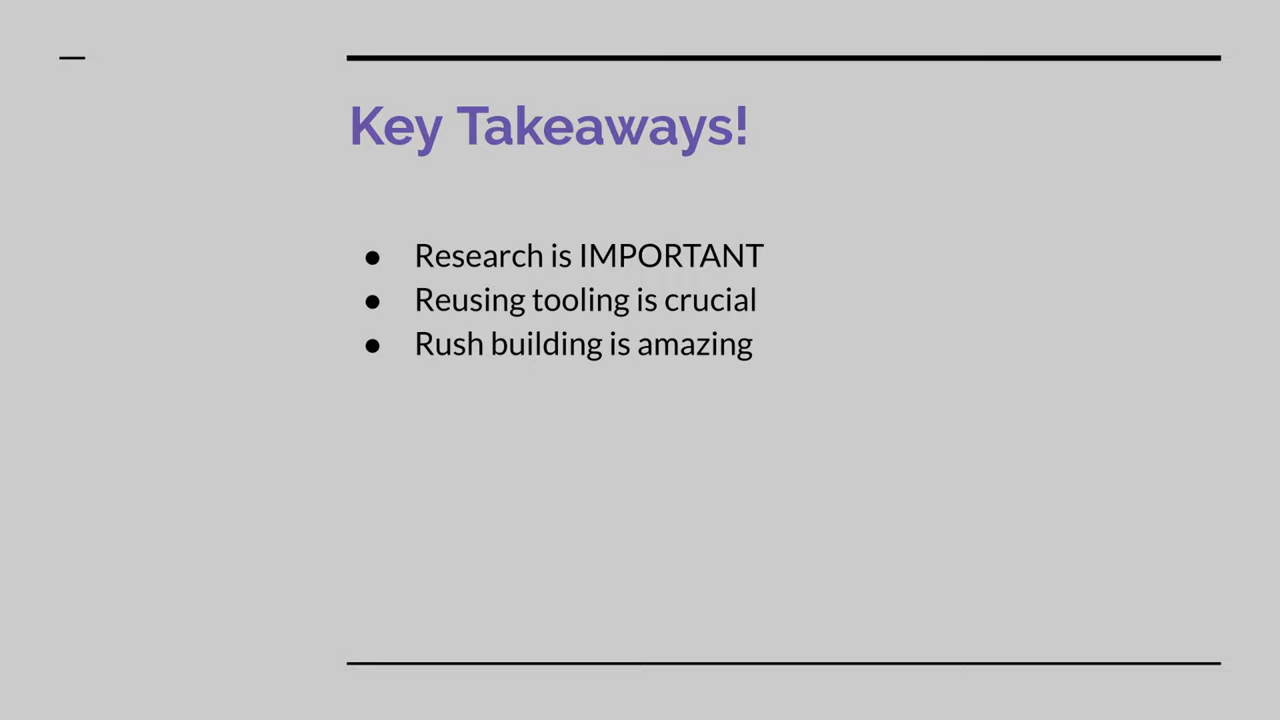 Key Takeaways!
● Research is IMPORTANT
● Reusing tooling is crucial
● Rush building is amazing